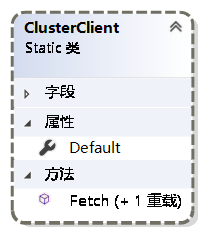 ClusterClient
Static 类
字段
属性
Default
方法
Fetch (+ 1 重载)